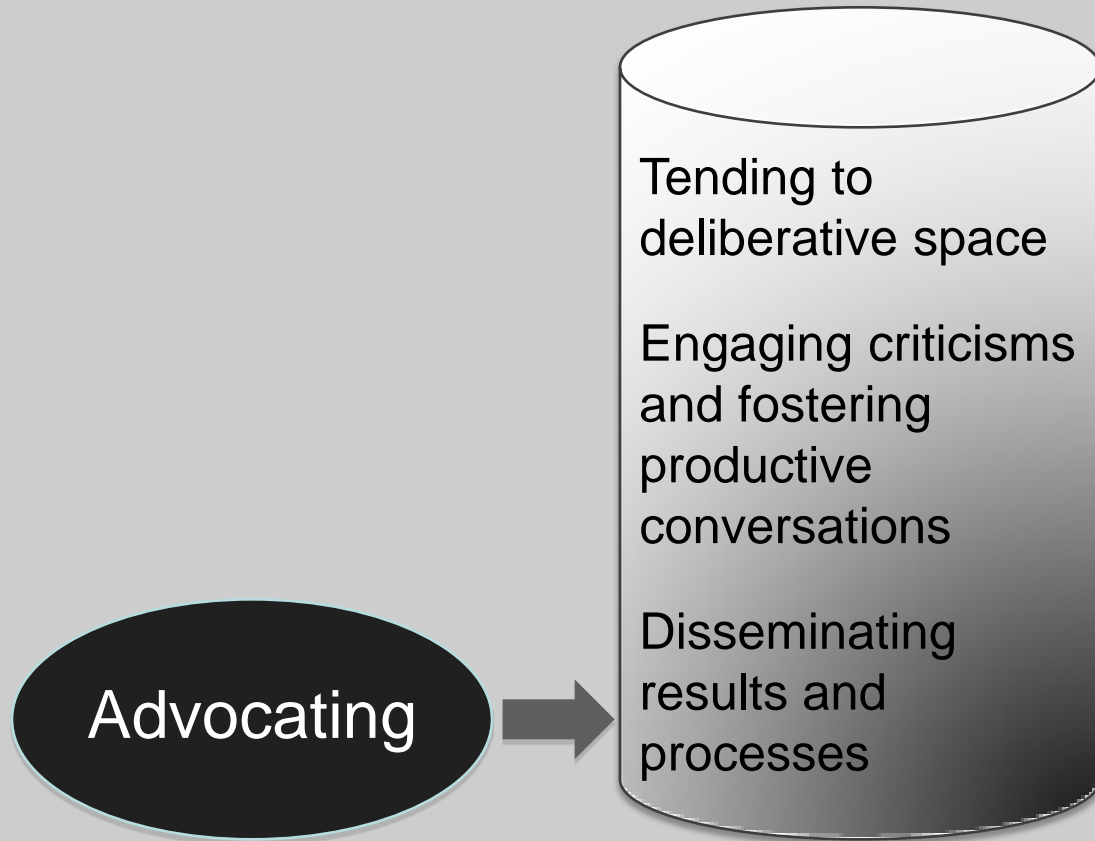 Tending to
deliberative space
Engaging criticisms
and fostering
productive
conversations
Disseminating
results and
processes
Advocating